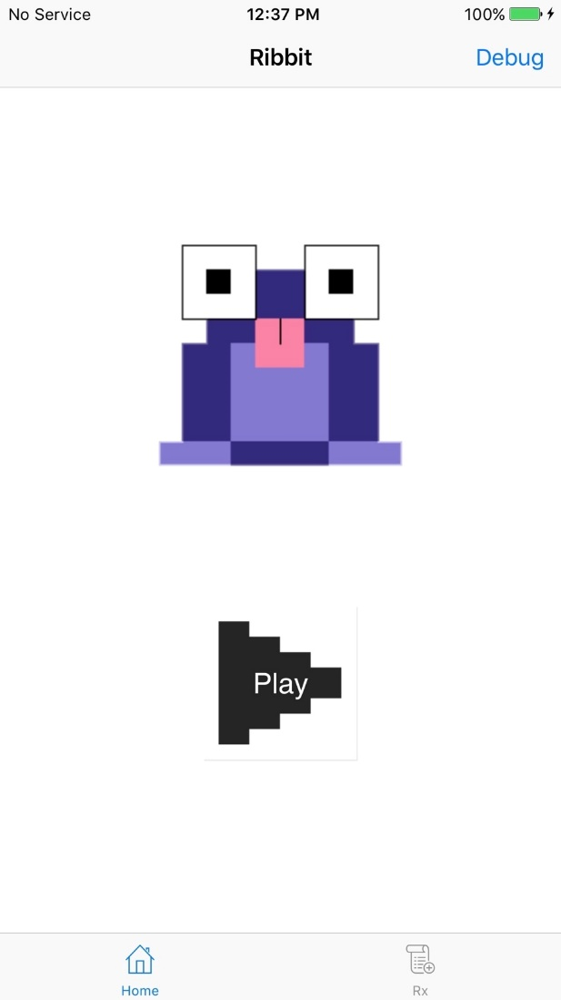 No Service 12:37 PM 100%
Ribbit Debug
Play
Home Rx